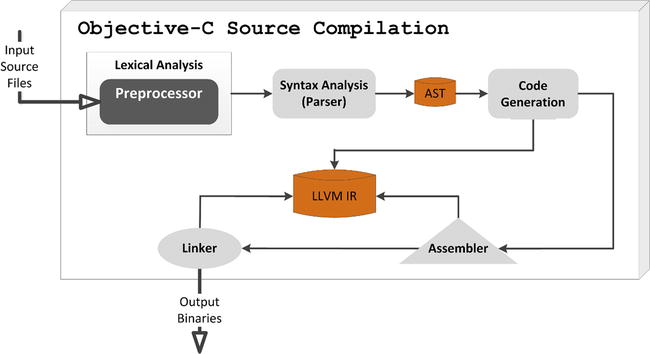 Objective-C Source Compilation
Input
Source
Files
Lexical Analysis
Preprocessor
Syntax Analysis
(Parser)
AST
Code
Generation
LLVM IR
Linker
Assembler
Output
Binaries